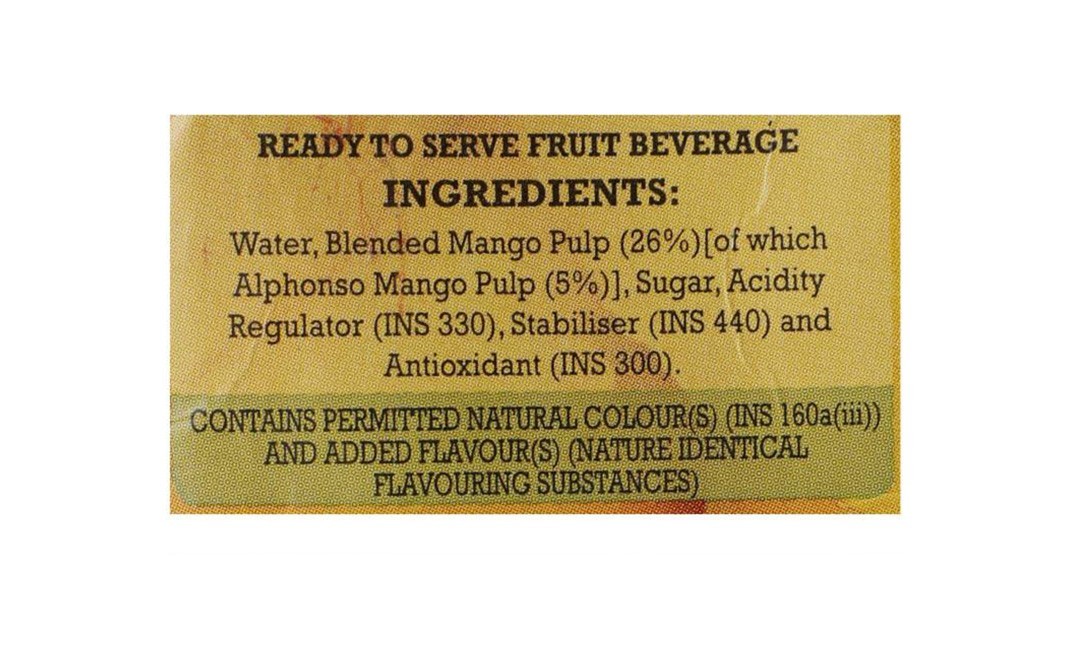 READY TO SERVE FRUIT BEVERAGE
INGREDIENTS:
Water, Blended Mango Pulp (26%)[of which
Alphonso Mango Pulp (5%)], Sugar, Acidity
Regulator (INS 330), Stabiliser (INS 440) and
Antioxidant (INS 300).
CONTAINS PERMITTED NATURAL COLOUR(S) (INS 160a(iii))
AND ADDED FLAVOUR(S) (NATURE IDENTICAL
FLAVOURING SUBSTANCES)